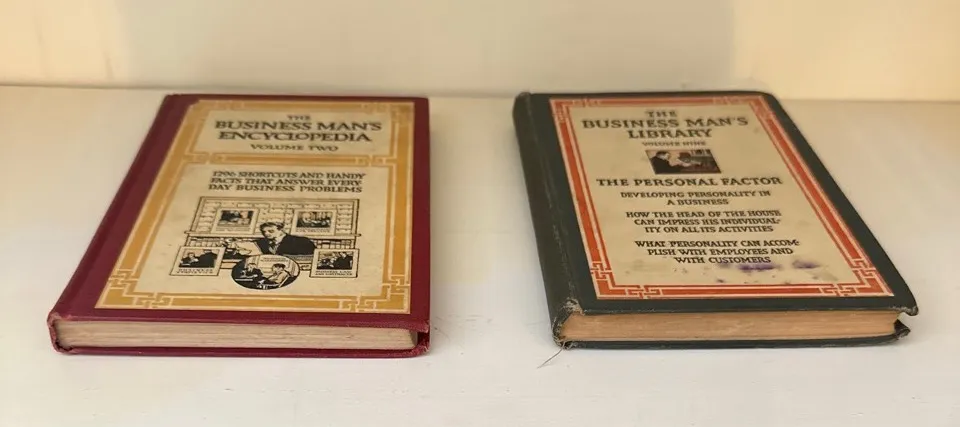 THE
BUSINESS MAN'S
ENCYCLOPEDIA
VOLUME TWO
1296 SHORTCUTS AND HANDY
FACTS THAT ANSWER EVERY-
DAY BUSINESS PROBLEMS
THE
BUSINESS MAN'S
LIBRARY
VOLUME NINE
THE PERSONAL FACTOR
DEVELOPING PERSONALITY IN
A BUSINESS
HOW THE HEAD OF THE HOUSE
CAN IMPRESS HIS INDIVIDUAL-
ITY ON ALL ITS ACTIVITIES
WHAT PERSONALITY CAN ACCOM-
PLISH WITH EMPLOYEES AND
WITH CUSTOMERS